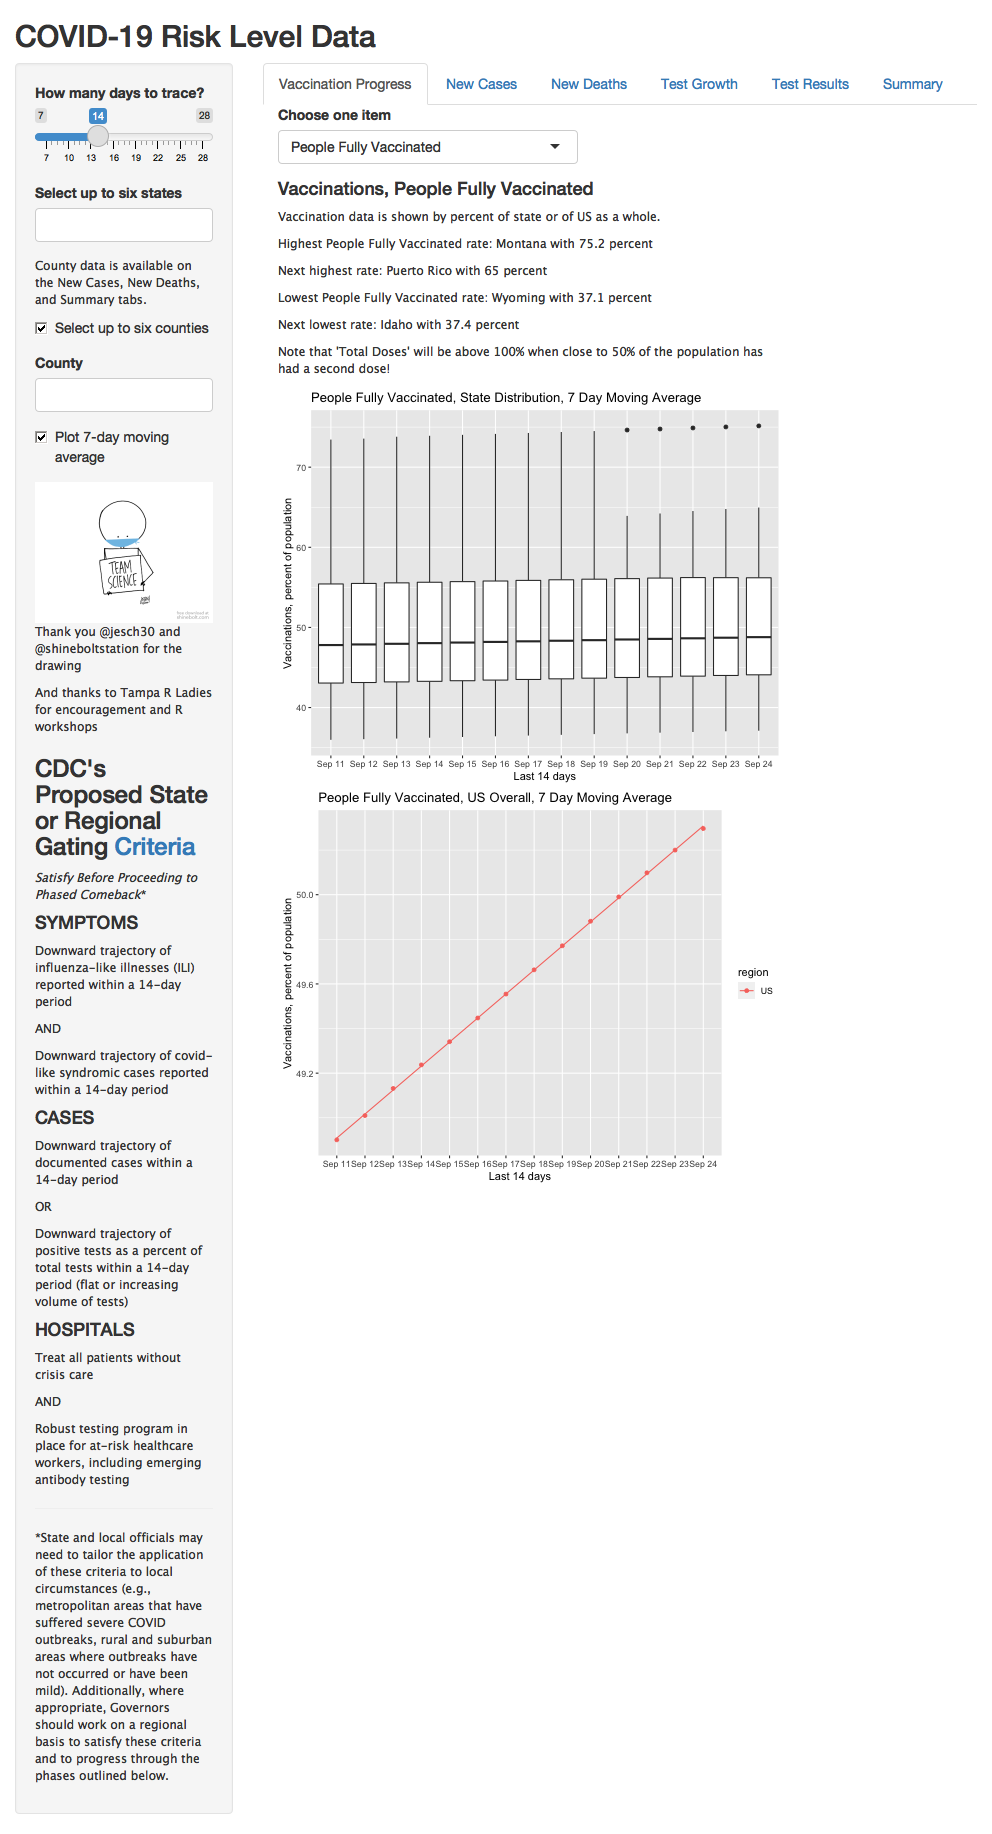 COVID-19 Risk Level Data
How many days to trace?
7
14
28
7 10 13 16 19 22 25 28
Select up to six states
County data is available on
the New Cases, New Deaths,
and Summary tabs.
Select up to six counties
County
Plot 7-day moving
average
TEAM
SCIENCE
Thank you @jesch30 and
@shineboltstation for the
drawing
And thanks to Tampa R Ladies
for encouragement and R
workshops
CDC's
Proposed State
or Regional
Gating Criteria
Satisfy Before Proceeding to
Phased Comeback*
SYMPTOMS
Downward trajectory of
influenza-like illnesses (ILI)
reported within a 14-day
period
AND
Downward trajectory of covid-
like syndromic cases reported
within a 14-day period
CASES
Downward trajectory of
documented cases within a
14-day period
OR
Downward trajectory of
positive tests as a percent of
total tests within a 14-day
period (flat or increasing
volume of tests)
HOSPITALS
Treat all patients without
crisis care
AND
Robust testing program in
place for at-risk healthcare
workers, including emerging
antibody testing
*State and local officials may
need to tailor the application
of these criteria to local
circumstances (e.g.,
metropolitan areas that have
suffered severe COVID
outbreaks, rural and suburban
areas where outbreaks have
not occurred or have been
mild). Additionally, where
appropriate, Governors
should work on a regional
basis to satisfy these criteria
and to progress through the
phases outlined below.
Vaccination Progress New Cases New Deaths Test Growth Test Results Summary
Choose one item
People Fully Vaccinated
Vaccinations, People Fully Vaccinated
Vaccination data is shown by percent of state or of US as a whole.
Highest People Fully Vaccinated rate: Montana with 75.2 percent
Next highest rate: Puerto Rico with 65 percent
Lowest People Fully Vaccinated rate: Wyoming with 37.1 percent
Next lowest rate: Idaho with 37.4 percent
Note that 'Total Doses' will be above 100% when close to 50% of the population has
had a second dose!
People Fully Vaccinated, State Distribution, 7 Day Moving Average
Vaccinations, percent of population
70
60
50
40
Sep 11 Sep 12 Sep 13 Sep 14 Sep 15 Sep 16 Sep 17 Sep 18 Sep 19 Sep 20 Sep 21 Sep 22 Sep 23 Sep 24
Last 14 days
People Fully Vaccinated, US Overall, 7 Day Moving Average
Vaccinations, percent of population
50.0
49.6
49.2
Sep 11 Sep 12 Sep 13 Sep 14 Sep 15 Sep 16 Sep 17 Sep 18 Sep 19 Sep 20 Sep 21 Sep 22 Sep 23 Sep 24
Last 14 days
region
US